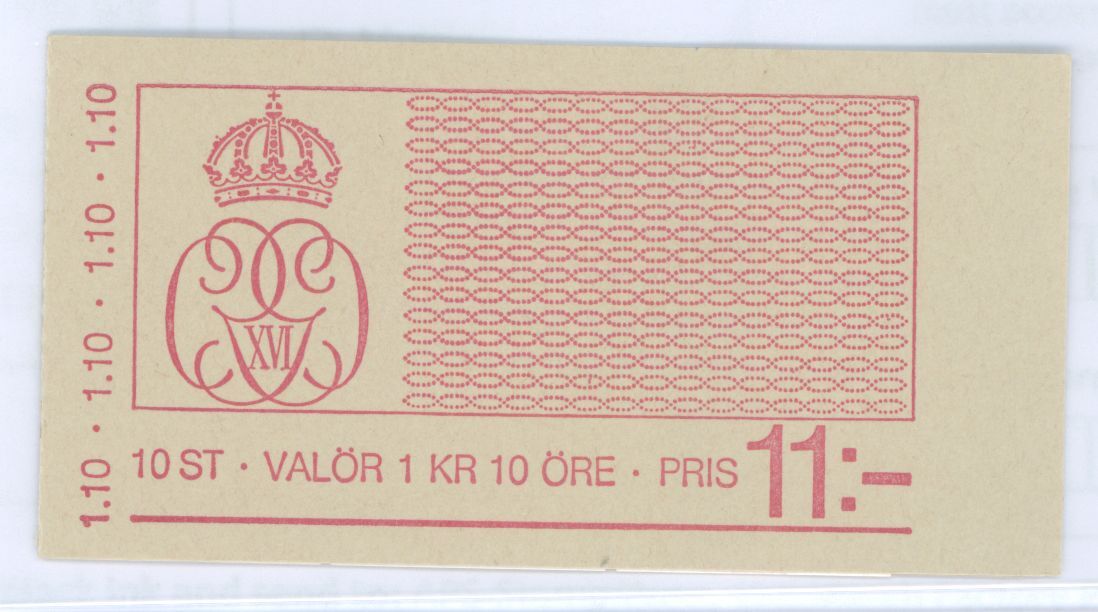 1.10 · 1.10 · 1.10 · 1.10
XVI
10 ST · VALÖR 1 KR 10 ÖRE · PRIS 11:–